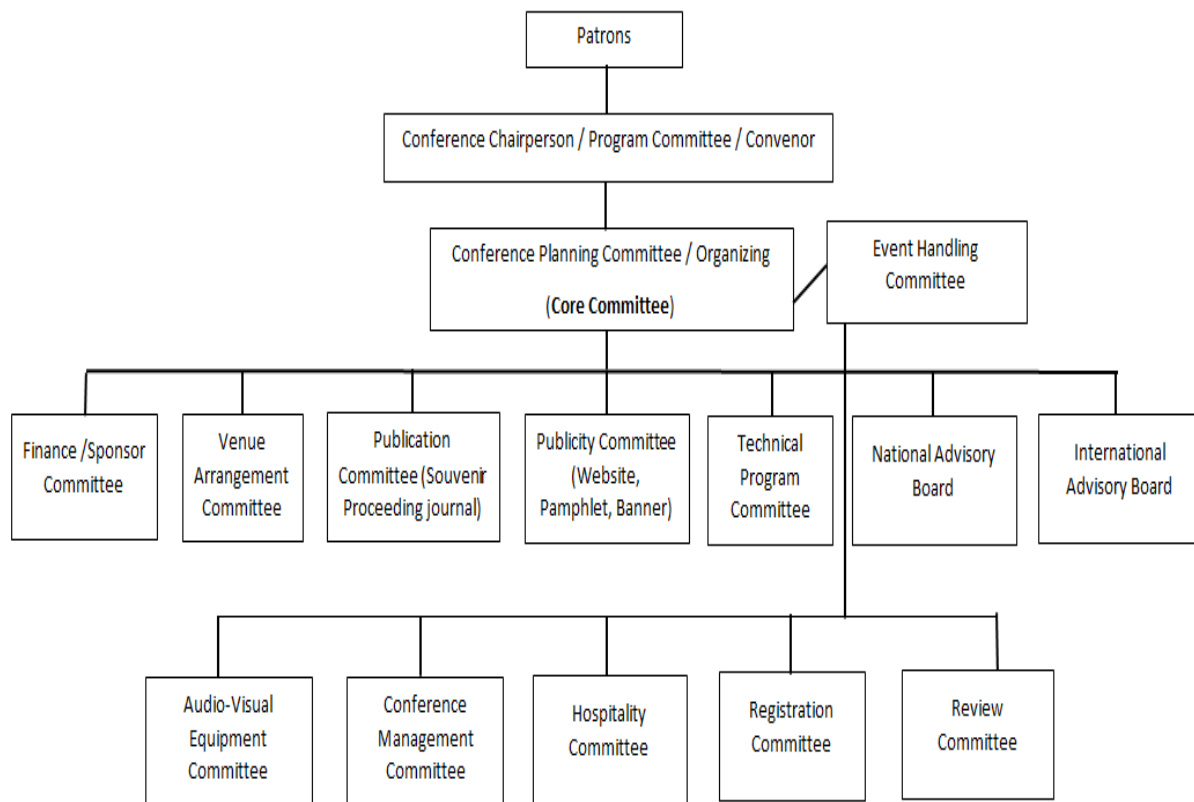 Patrons
Conference Chairperson / Program Committee / Convenor
Conference Planning Committee / Organizing
(Core Committee)
Event Handling
Committee
Finance /Sponsor
Committee
Venue
Arrangement
Committee
Publication
Committee (Souvenir
Proceeding journal)
Publicity Committee
(Website,
Pamphlet, Banner)
Technical
Program
Committee
National Advisory
Board
International
Advisory Board
Audio-Visual
Equipment
Committee
Conference
Management
Committee
Hospitality
Committee
Registration
Committee
Review
Committee